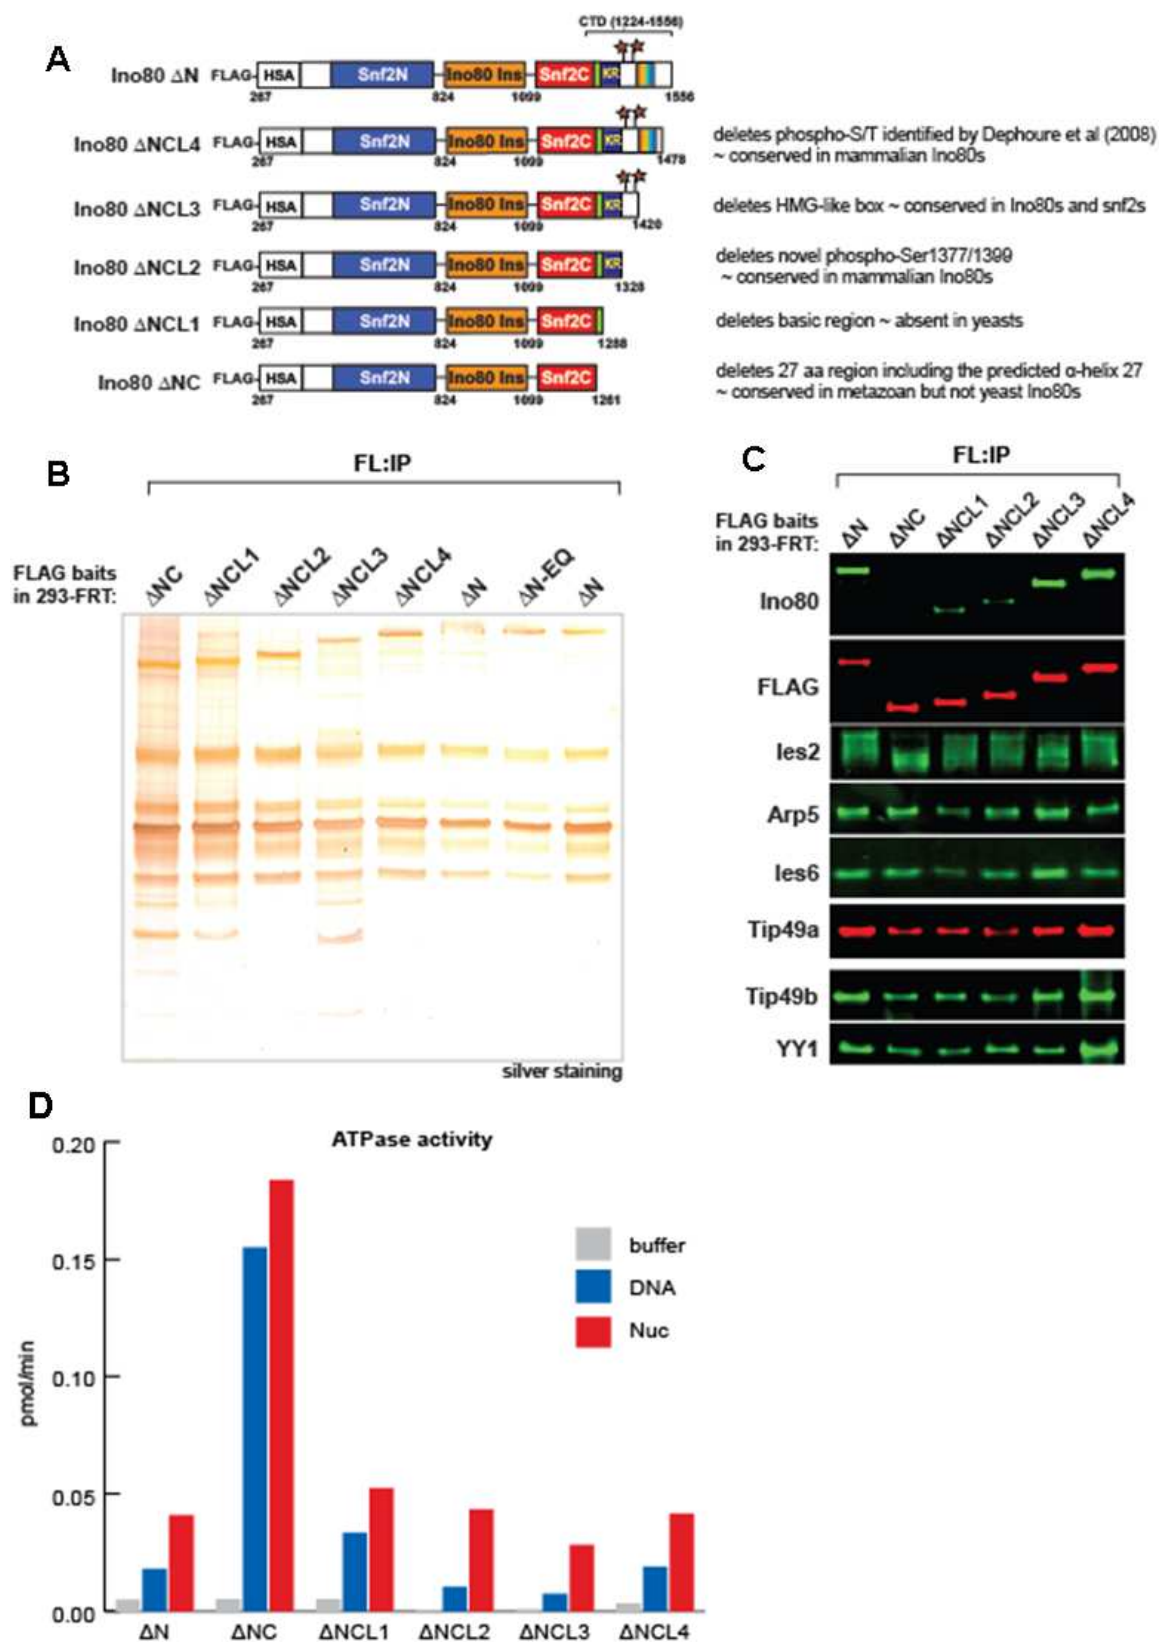 A
CTD (1224-1556)
Ino80 ΔN FLAG HSA Snf2N Ino80 Ins Snf2C KR
267 824 1099 1556
Ino80 ΔNCL4 FLAG HSA Snf2N Ino80 Ins Snf2C KR
267 824 1099 1478
deletes phospho-S/T identified by Dephoure et al (2008)
~ conserved in mammalian Ino80s
Ino80 ΔNCL3 FLAG HSA Snf2N Ino80 Ins Snf2C KR
267 824 1099 1420
deletes HMG-like box ~ conserved in Ino80s and snf2s
Ino80 ΔNCL2 FLAG HSA Snf2N Ino80 Ins Snf2C KR
267 824 1099 1328
deletes novel phospho-Ser1377/1399
~ conserved in mammalian Ino80s
Ino80 ΔNCL1 FLAG HSA Snf2N Ino80 Ins Snf2C
267 824 1099 1288
deletes basic region ~ absent in yeasts
Ino80 ΔNC FLAG HSA Snf2N Ino80 Ins Snf2C
267 824 1099 1261
deletes 27 aa region including the predicted α-helix 27
~ conserved in metazoan but not yeast Ino80s
B
FL:IP
FLAG baits
in 293-FRT:
ΔNC ΔNCL1 ΔNCL2 ΔNCL3 ΔNCL4 ΔN ΔN-EQ ΔN
silver staining
C
FL:IP
FLAG baits
in 293-FRT:
ΔN ΔNC ΔNCL1 ΔNCL2 ΔNCL3 ΔNCL4
Ino80
FLAG
Ies2
Arp5
Ies6
Tip49a
Tip49b
YY1
D
ATPase activity
pmol/min
0.20
0.15
0.10
0.05
0.00
buffer
DNA
Nuc
ΔN ΔNC ΔNCL1 ΔNCL2 ΔNCL3 ΔNCL4